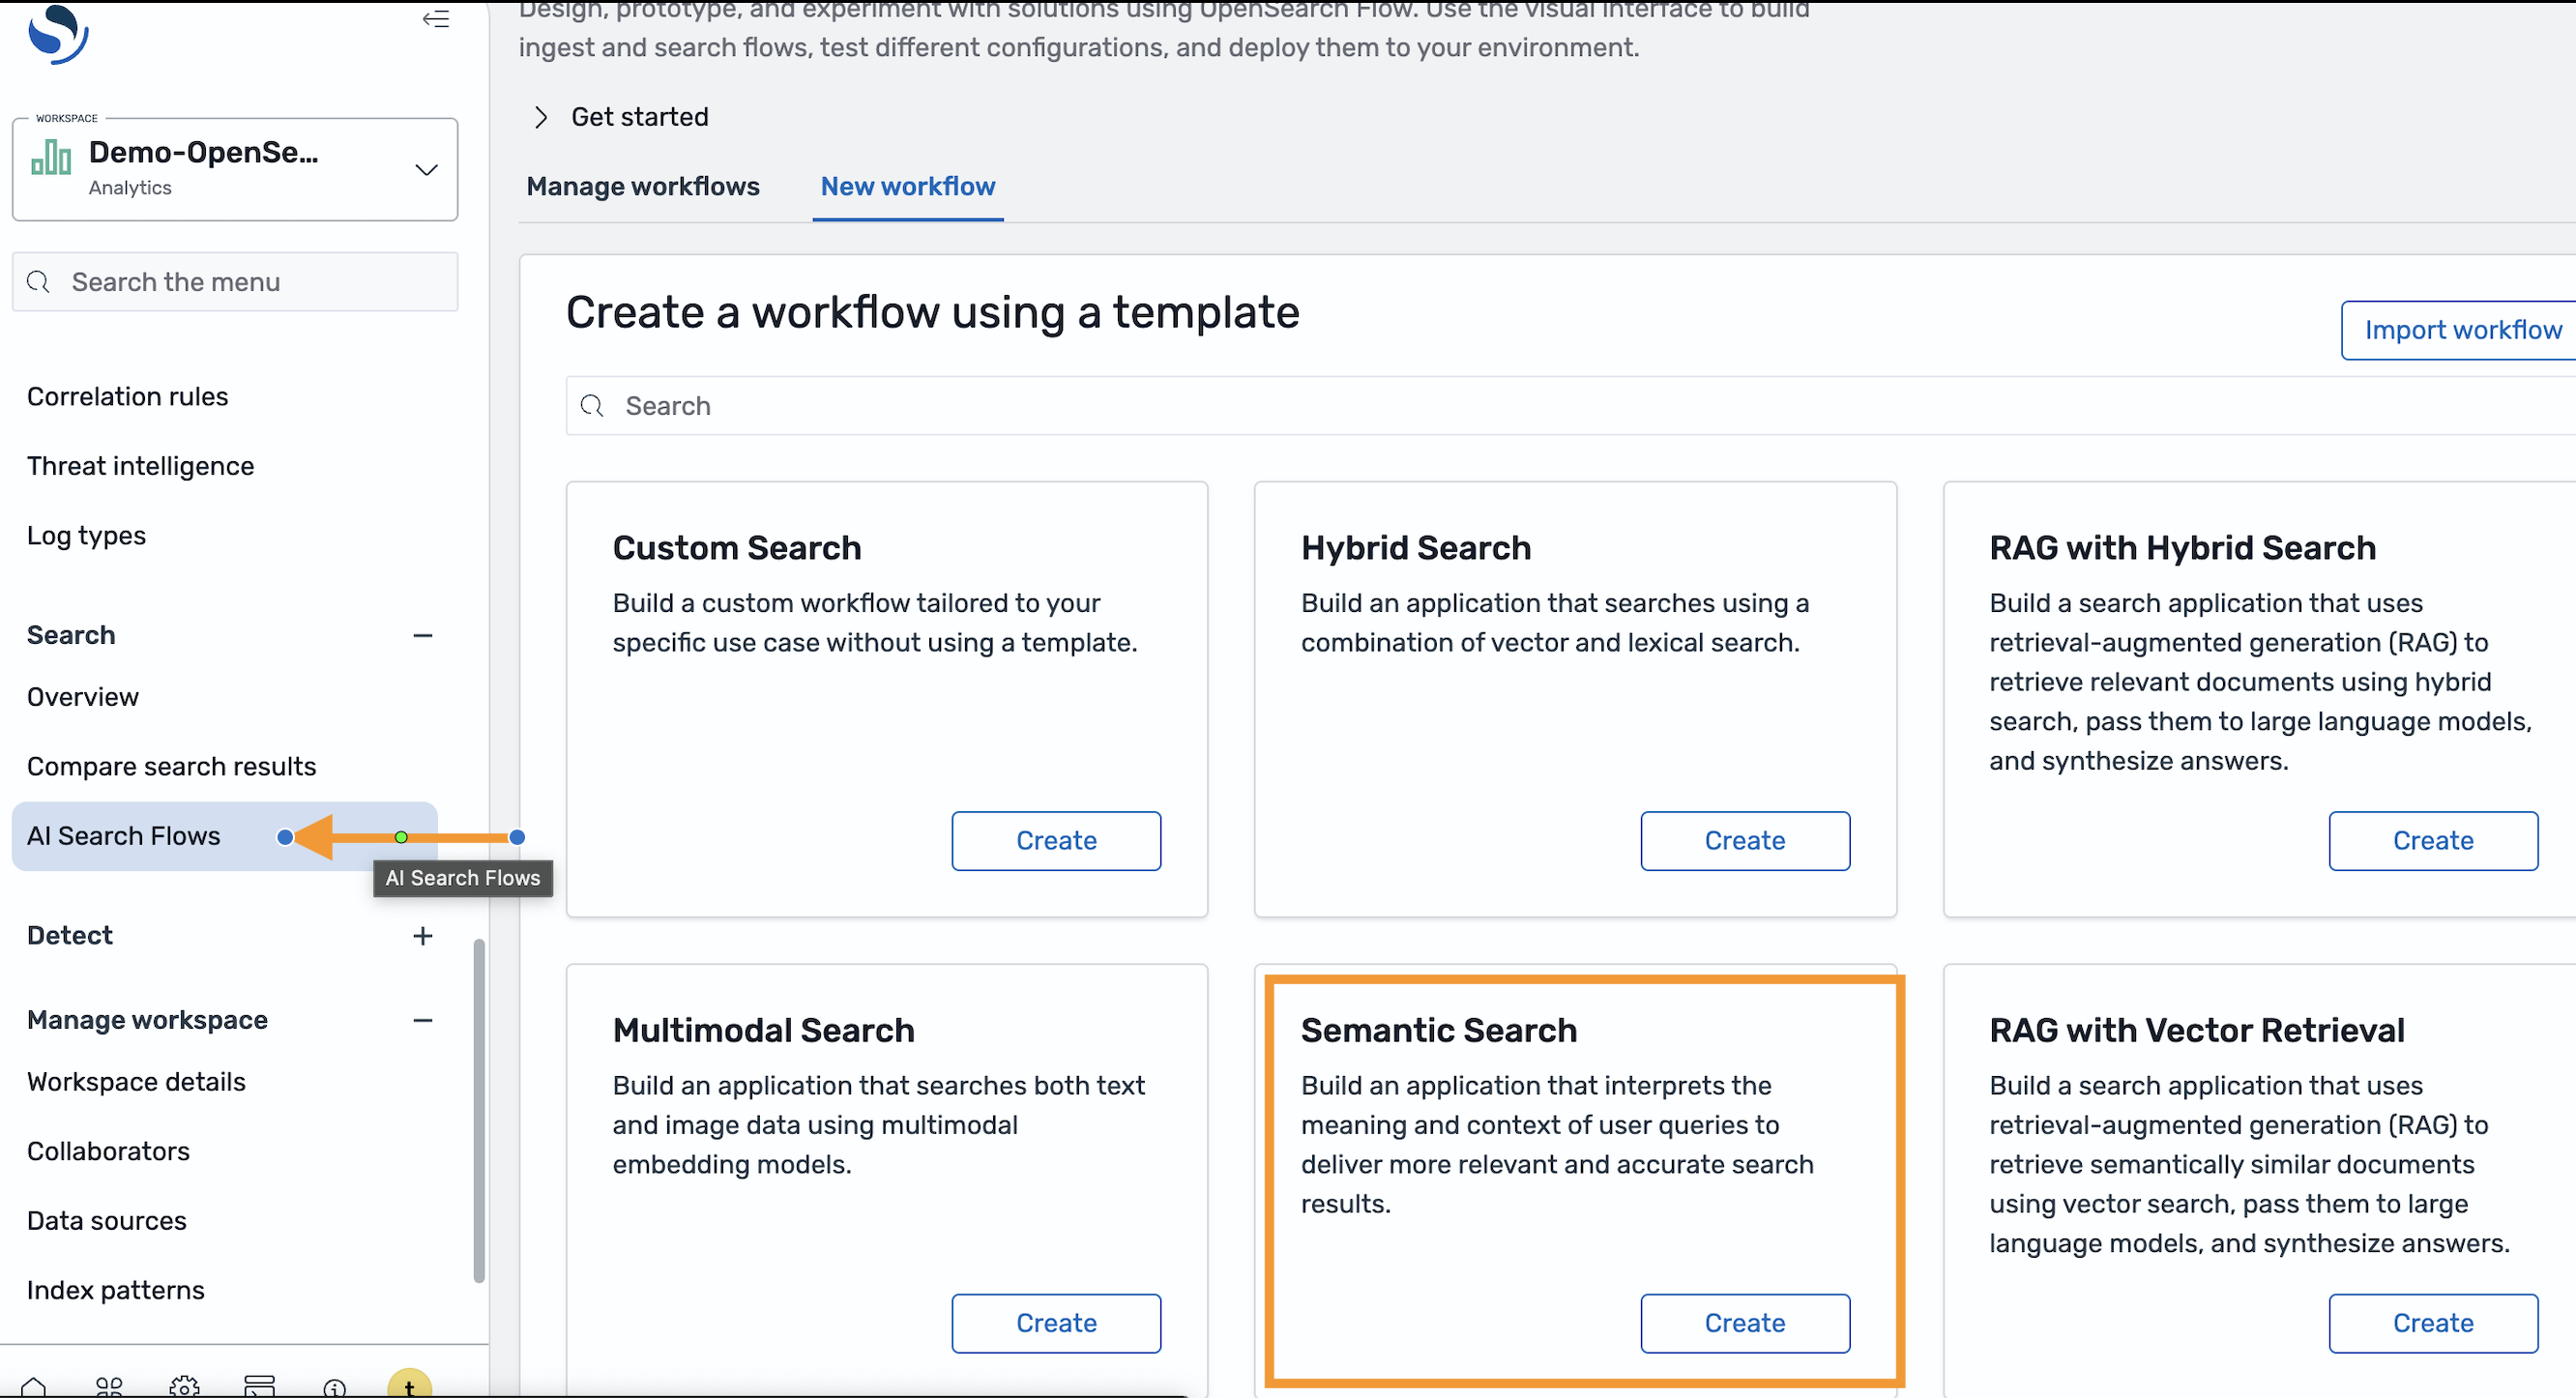 Design, prototype, and experiment with solutions using OpenSearch Flow. Use the visual interface to build
ingest and search flows, test different configurations, and deploy them to your environment.
WORKSPACE
Demo-OpenSe...
Analytics
Search the menu
Correlation rules
Threat intelligence
Log types
Search
Overview
Compare search results
AI Search Flows
AI Search Flows
Detect
Manage workspace
Workspace details
Collaborators
Data sources
Index patterns
t
Get started
Manage workflows
New workflow
Create a workflow using a template
Import workflow
Search
Custom Search
Build a custom workflow tailored to your
specific use case without using a template.
Create
Hybrid Search
Build an application that searches using a
combination of vector and lexical search.
Create
RAG with Hybrid Search
Build a search application that uses
retrieval-augmented generation (RAG) to
retrieve relevant documents using hybrid
search, pass them to large language models,
and synthesize answers.
Create
Multimodal Search
Build an application that searches both text
and image data using multimodal
embedding models.
Create
Semantic Search
Build an application that interprets the
meaning and context of user queries to
deliver more relevant and accurate search
results.
Create
RAG with Vector Retrieval
Build a search application that uses
retrieval-augmented generation (RAG) to
retrieve semantically similar documents
using vector search, pass them to large
language models, and synthesize answers.
Create